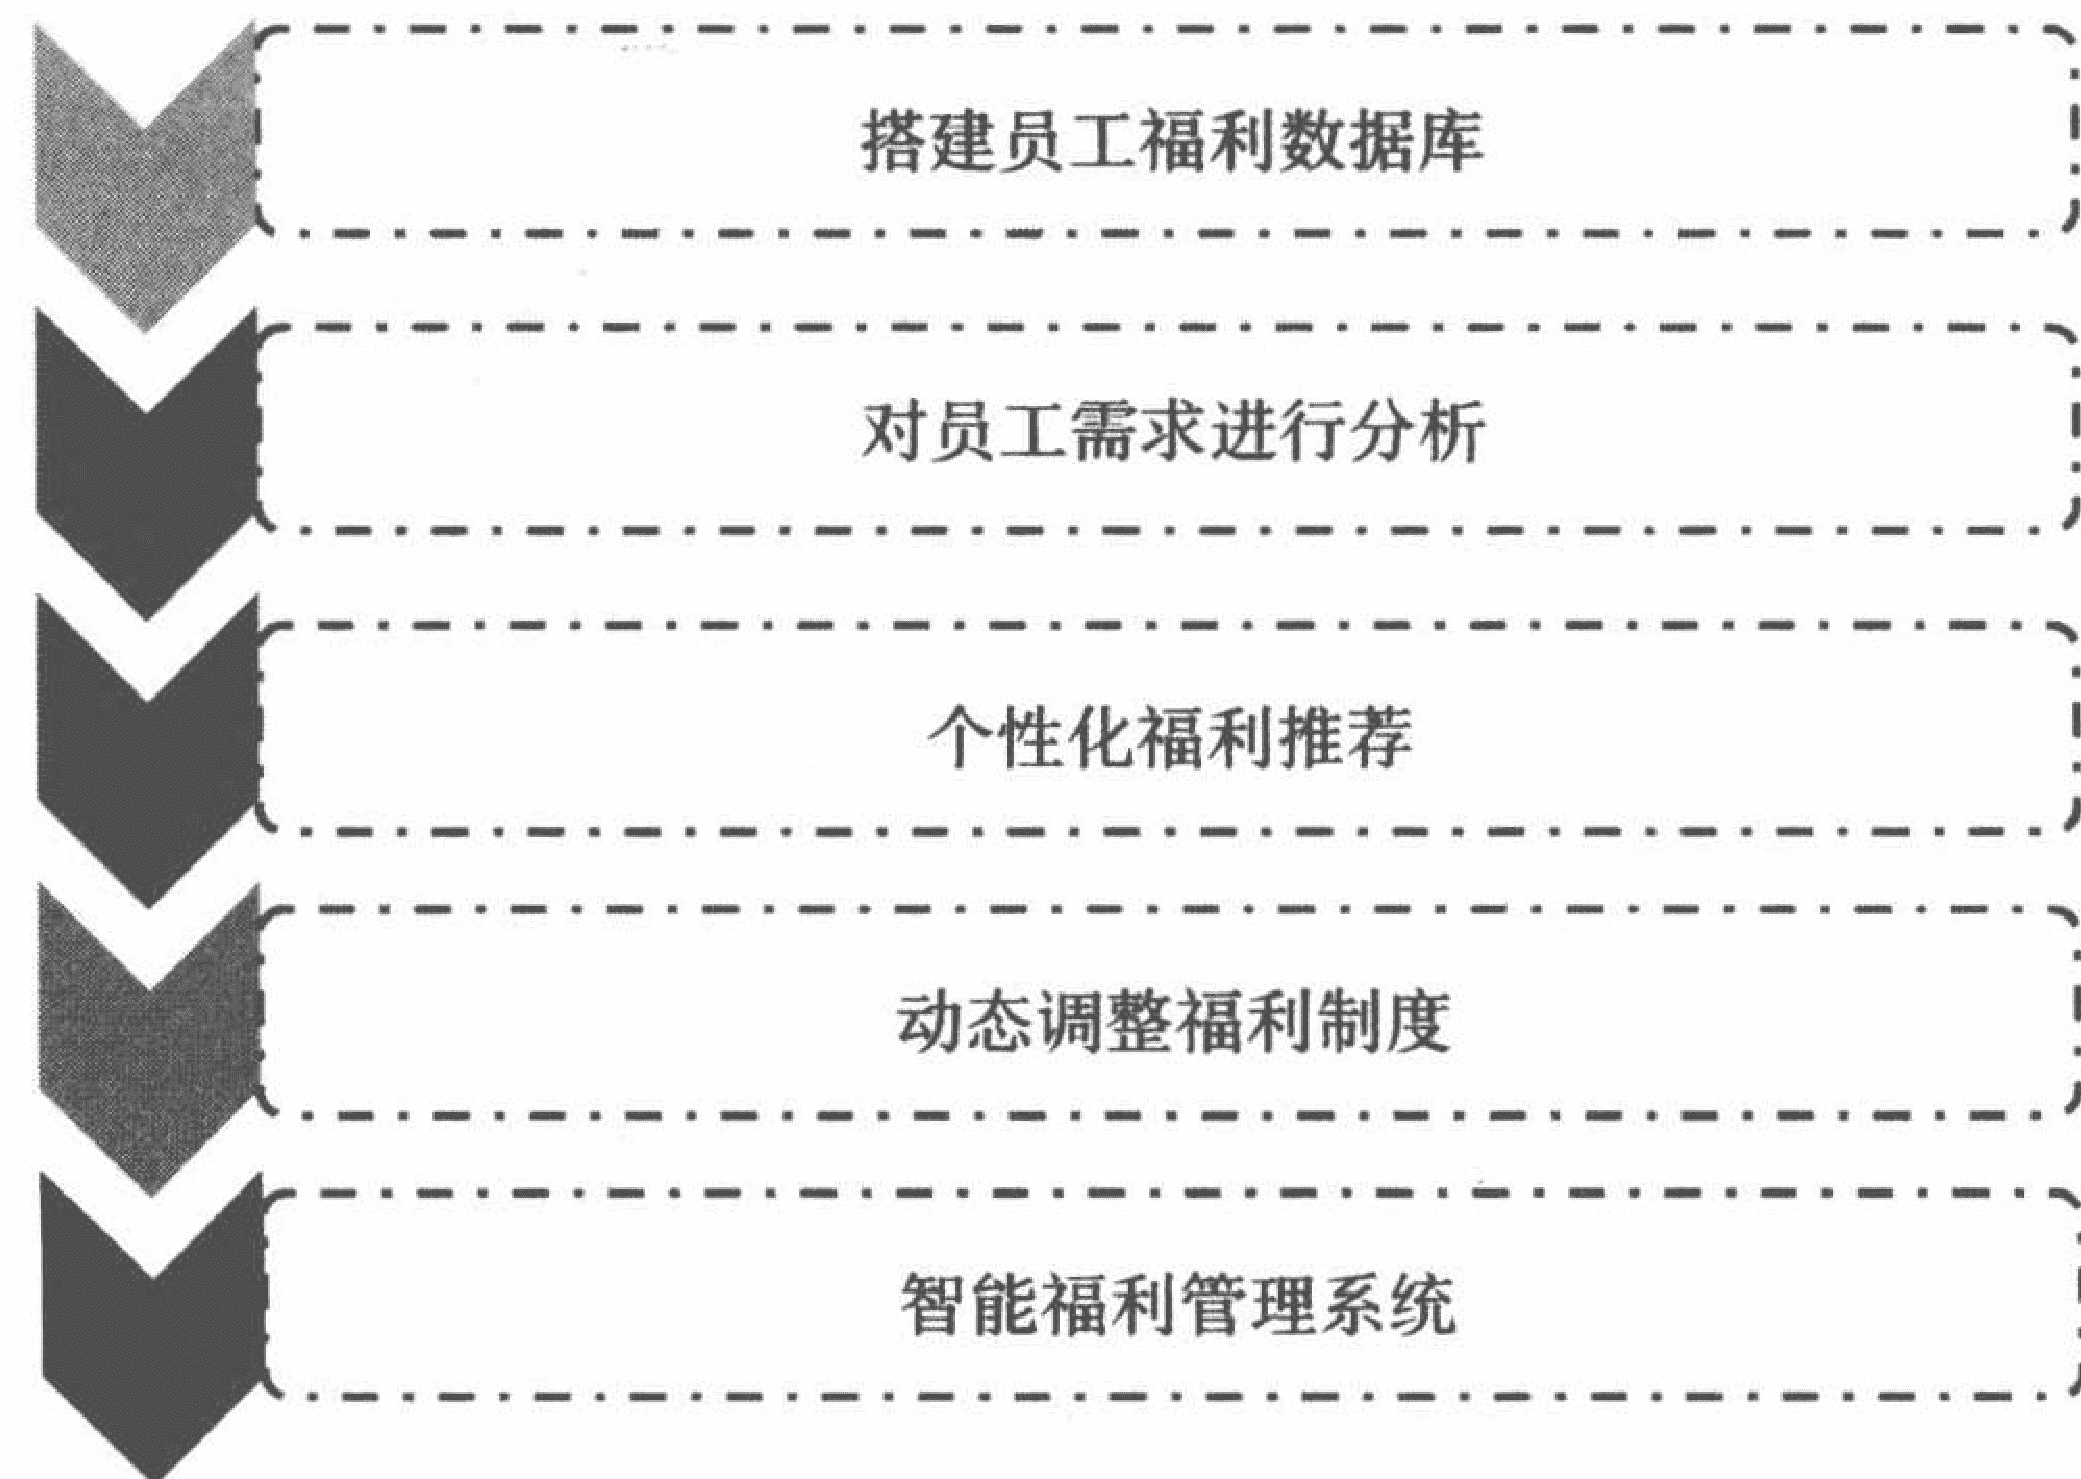 搭建员工福利数据库
对员工需求进行分析
个性化福利推荐
动态调整福利制度
智能福利管理系统